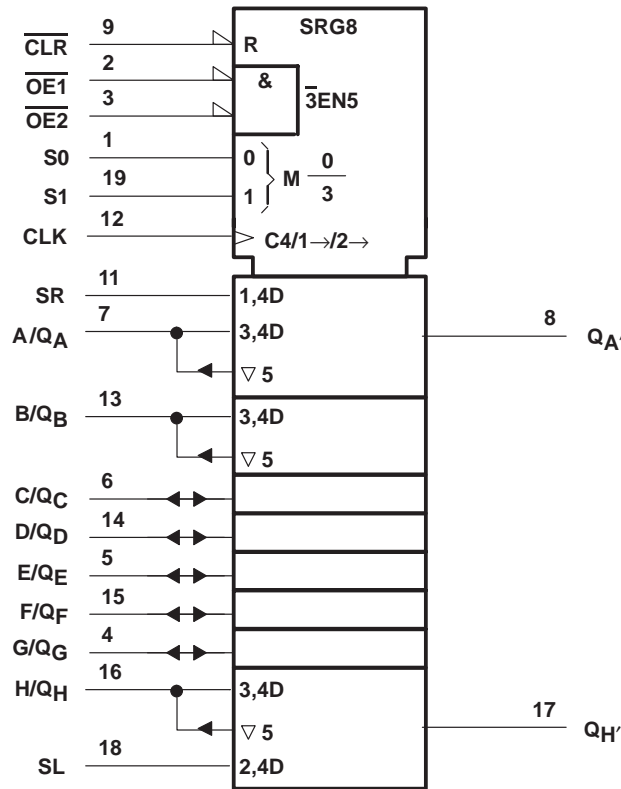 SRG8
CLR 9 R
OE1 2 &
OE2 3 3EN5
S0 1 0 M 0/3
S1 19 1
CLK 12 C4/1→/2→
SR 11 1,4D
A/QA 7 3,4D 8 QA′
▽ 5
B/QB 13 3,4D
▽ 5
C/QC 6
D/QD 14
E/QE 5
F/QF 15
G/QG 4
H/QH 16 3,4D
▽ 5 17 QH′
SL 18 2,4D